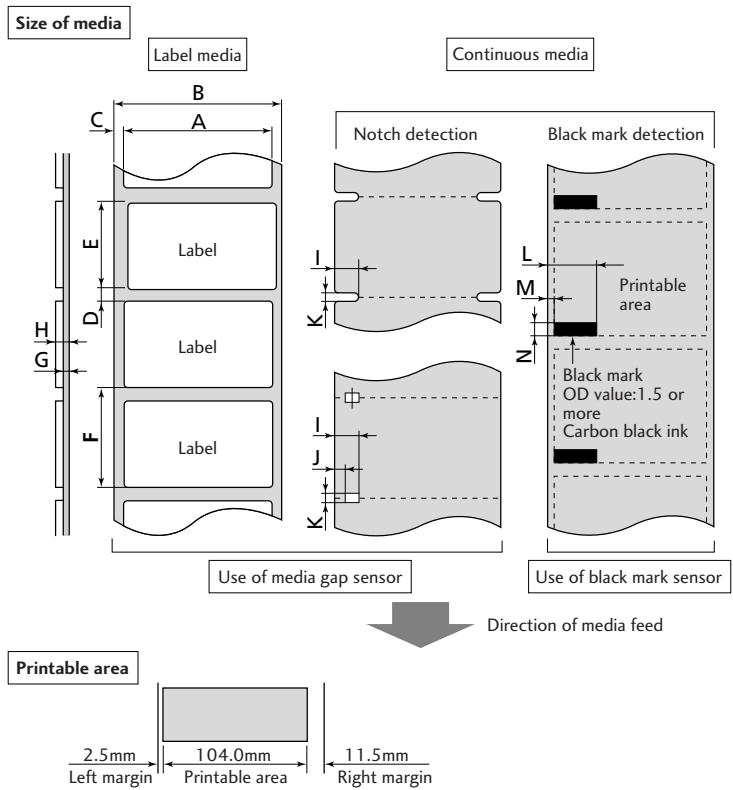 Size of media
Label media
Continuous media
B
C
A
Notch detection
Black mark detection
E
Label
I
L
M
Printable
area
D
K
H
G
Label
N
Black mark
OD value:1.5 or
more
Carbon black ink
F
Label
I
J
K
Use of media gap sensor
Use of black mark sensor
Direction of media feed
Printable area
2.5mm
104.0mm
11.5mm
Left margin
Printable area
Right margin